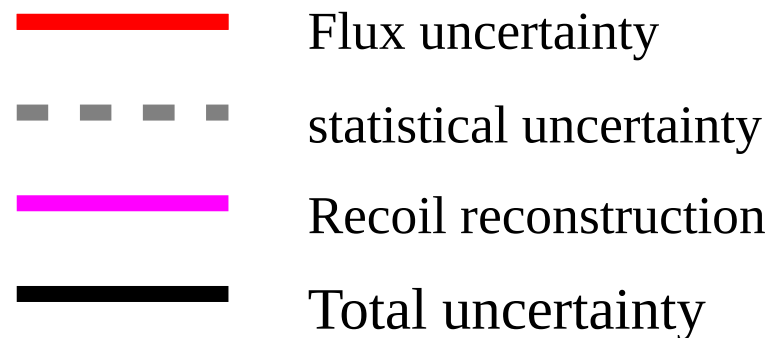 Flux uncertainty
statistical uncertainty
Recoil reconstruction
Total uncertainty